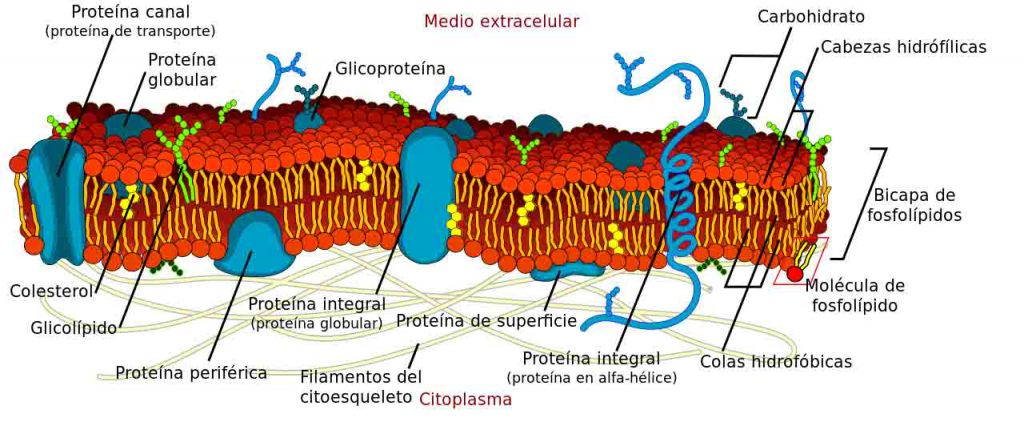 Proteína canal
(proteína de transporte)
Medio extracelular
Carbohidrato
Cabezas hidrófílicas
Proteína
globular
Glicoproteína
Bicapa de
fosfolípidos
Colesterol
Proteína integral
(proteína globular)
Molécula de
fosfolípido
Glicolípido
Proteína de superficie
Proteína periférica
Filamentos del
citoesqueleto
Citoplasma
Proteína integral
(proteína en alfa-hélice)
Colas hidrofóbicas